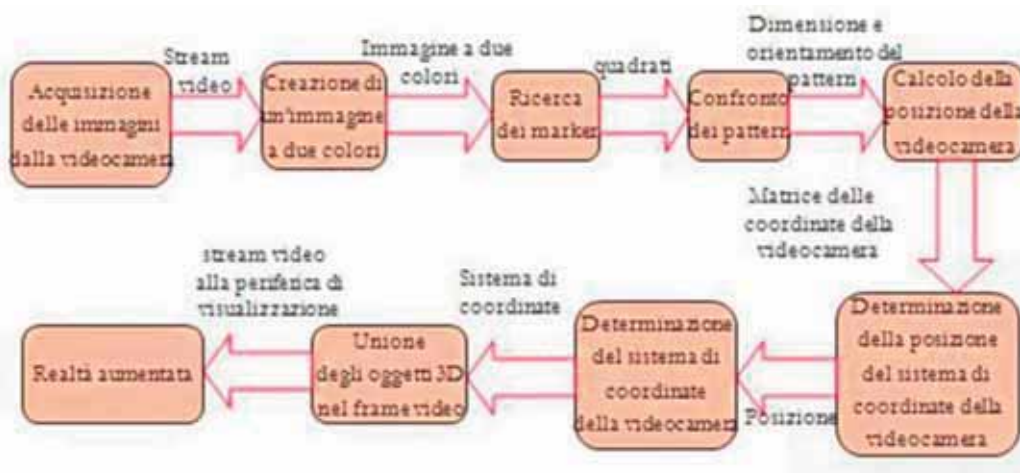 Acquisizione
delle immagini
dalla videocamera
Stream
video
Creazione di
un'immagine
a due colori
Immagine a due
colori
Ricerca
dei marker
quadrati
Confronto
dei pattern
Dimensione e
orientamento del
pattern
Calcolo della
posizione della
videocamera
Matrice delle
coordinate della
videocamera
Determinazione
della posizione
del sistema di
coordinate della
videocamera
Posizione
Determinazione
del sistema di
coordinate
della videocamera
Sistema di
coordinate
Unione
degli oggetti 3D
nel frame video
stream video
alla periferica di
visualizzazione
Realtà aumentata